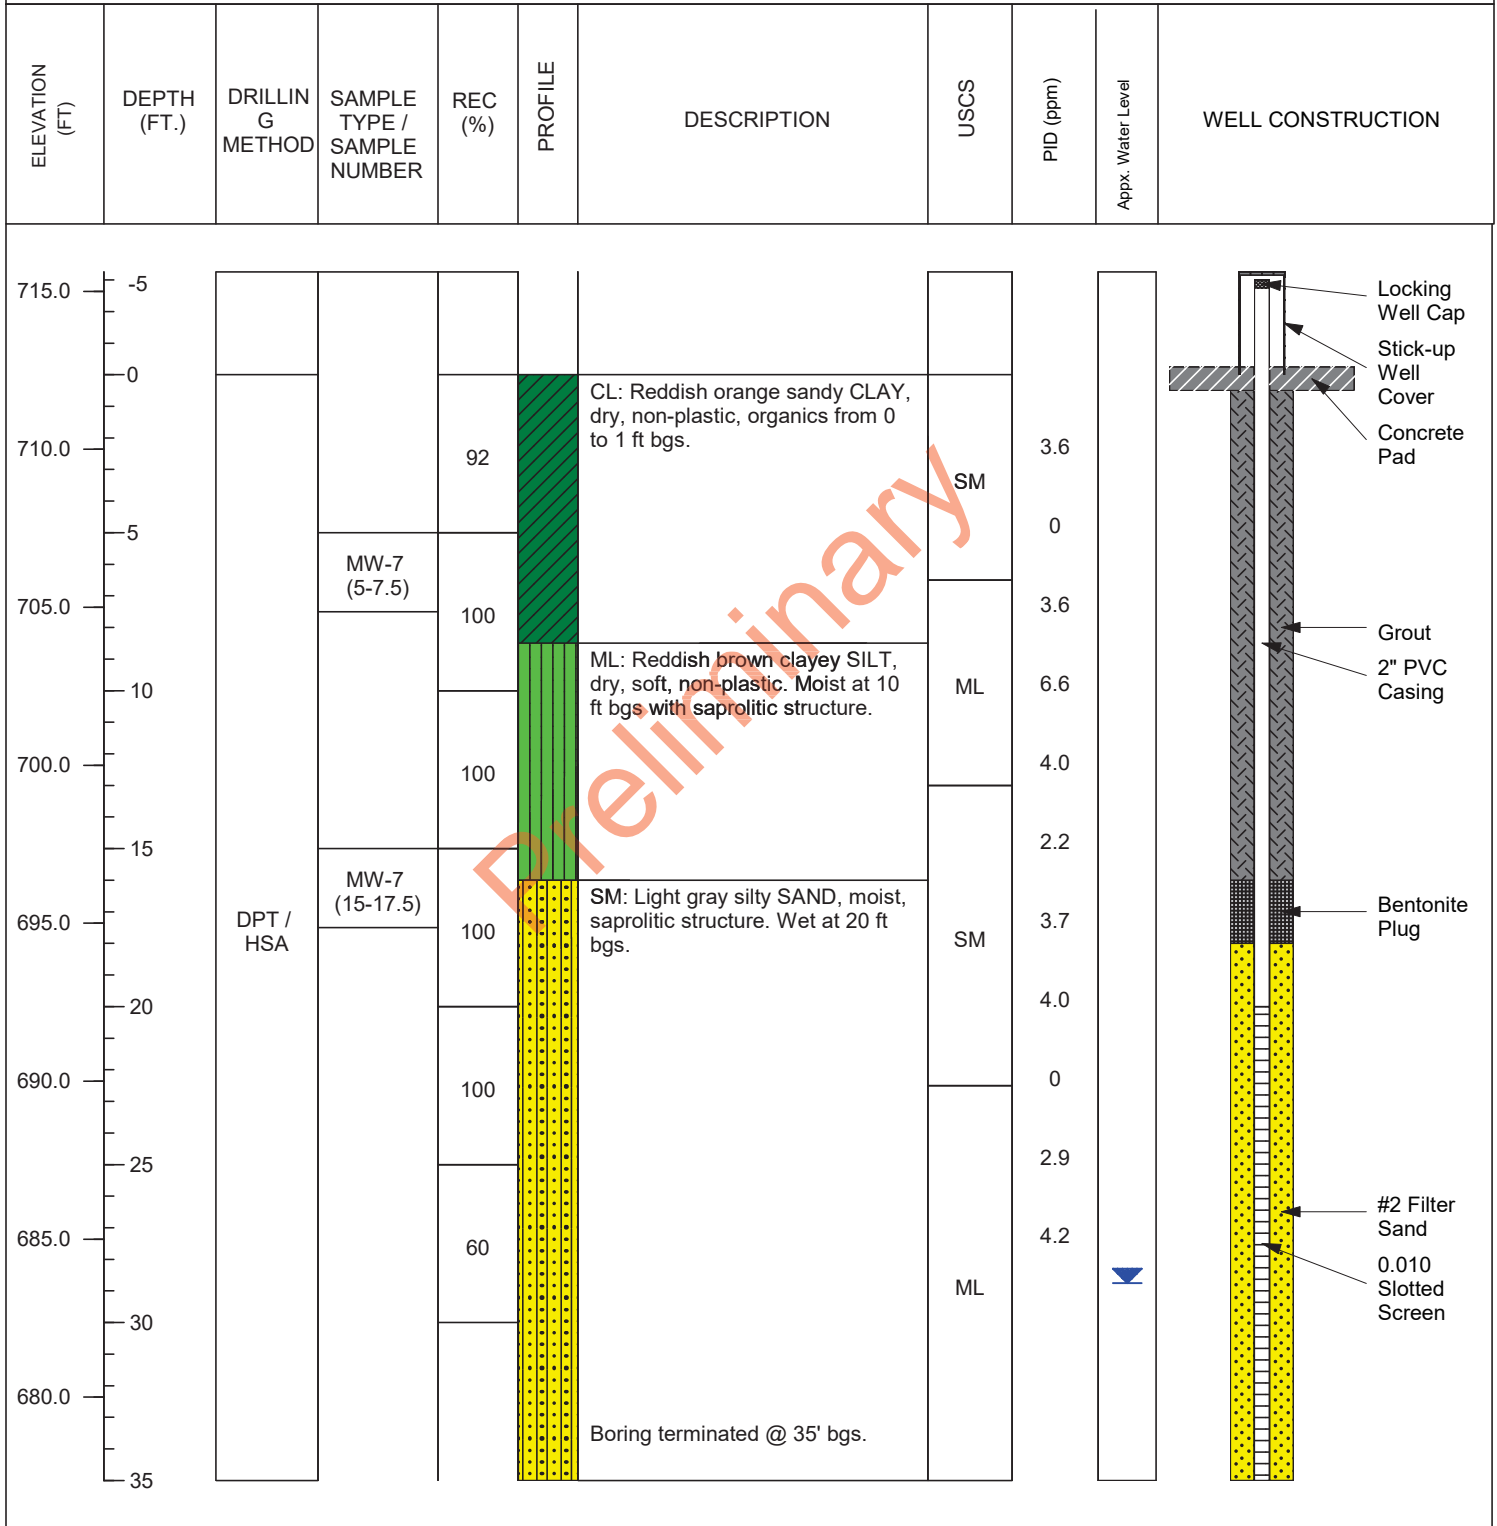 ELEVATION
(FT)
DEPTH
(FT.)
DRILLIN
G
METHOD
SAMPLE
TYPE /
SAMPLE
NUMBER
REC
(%)
PROFILE
DESCRIPTION
USCS
PID (ppm)
Appx. Water Level
WELL CONSTRUCTION
715.0
710.0
705.0
700.0
695.0
690.0
685.0
680.0
-5
0
5
10
15
20
25
30
35
DPT /
HSA
MW-7
(5-7.5)
MW-7
(15-17.5)
92
100
100
100
100
60
CL: Reddish orange sandy CLAY,
dry, non-plastic, organics from 0
to 1 ft bgs.
ML: Reddish brown clayey SILT,
dry, soft, non-plastic. Moist at 10
ft bgs with saprolitic structure.
SM: Light gray silty SAND, moist,
saprolitic structure. Wet at 20 ft
bgs.
Boring terminated @ 35' bgs.
Preliminary
SM
ML
SM
ML
3.6
0
3.6
6.6
4.0
2.2
3.7
4.0
0
2.9
4.2
Locking
Well Cap
Stick-up
Well
Cover
Concrete
Pad
Grout
2" PVC
Casing
Bentonite
Plug
#2 Filter
Sand
0.010
Slotted
Screen